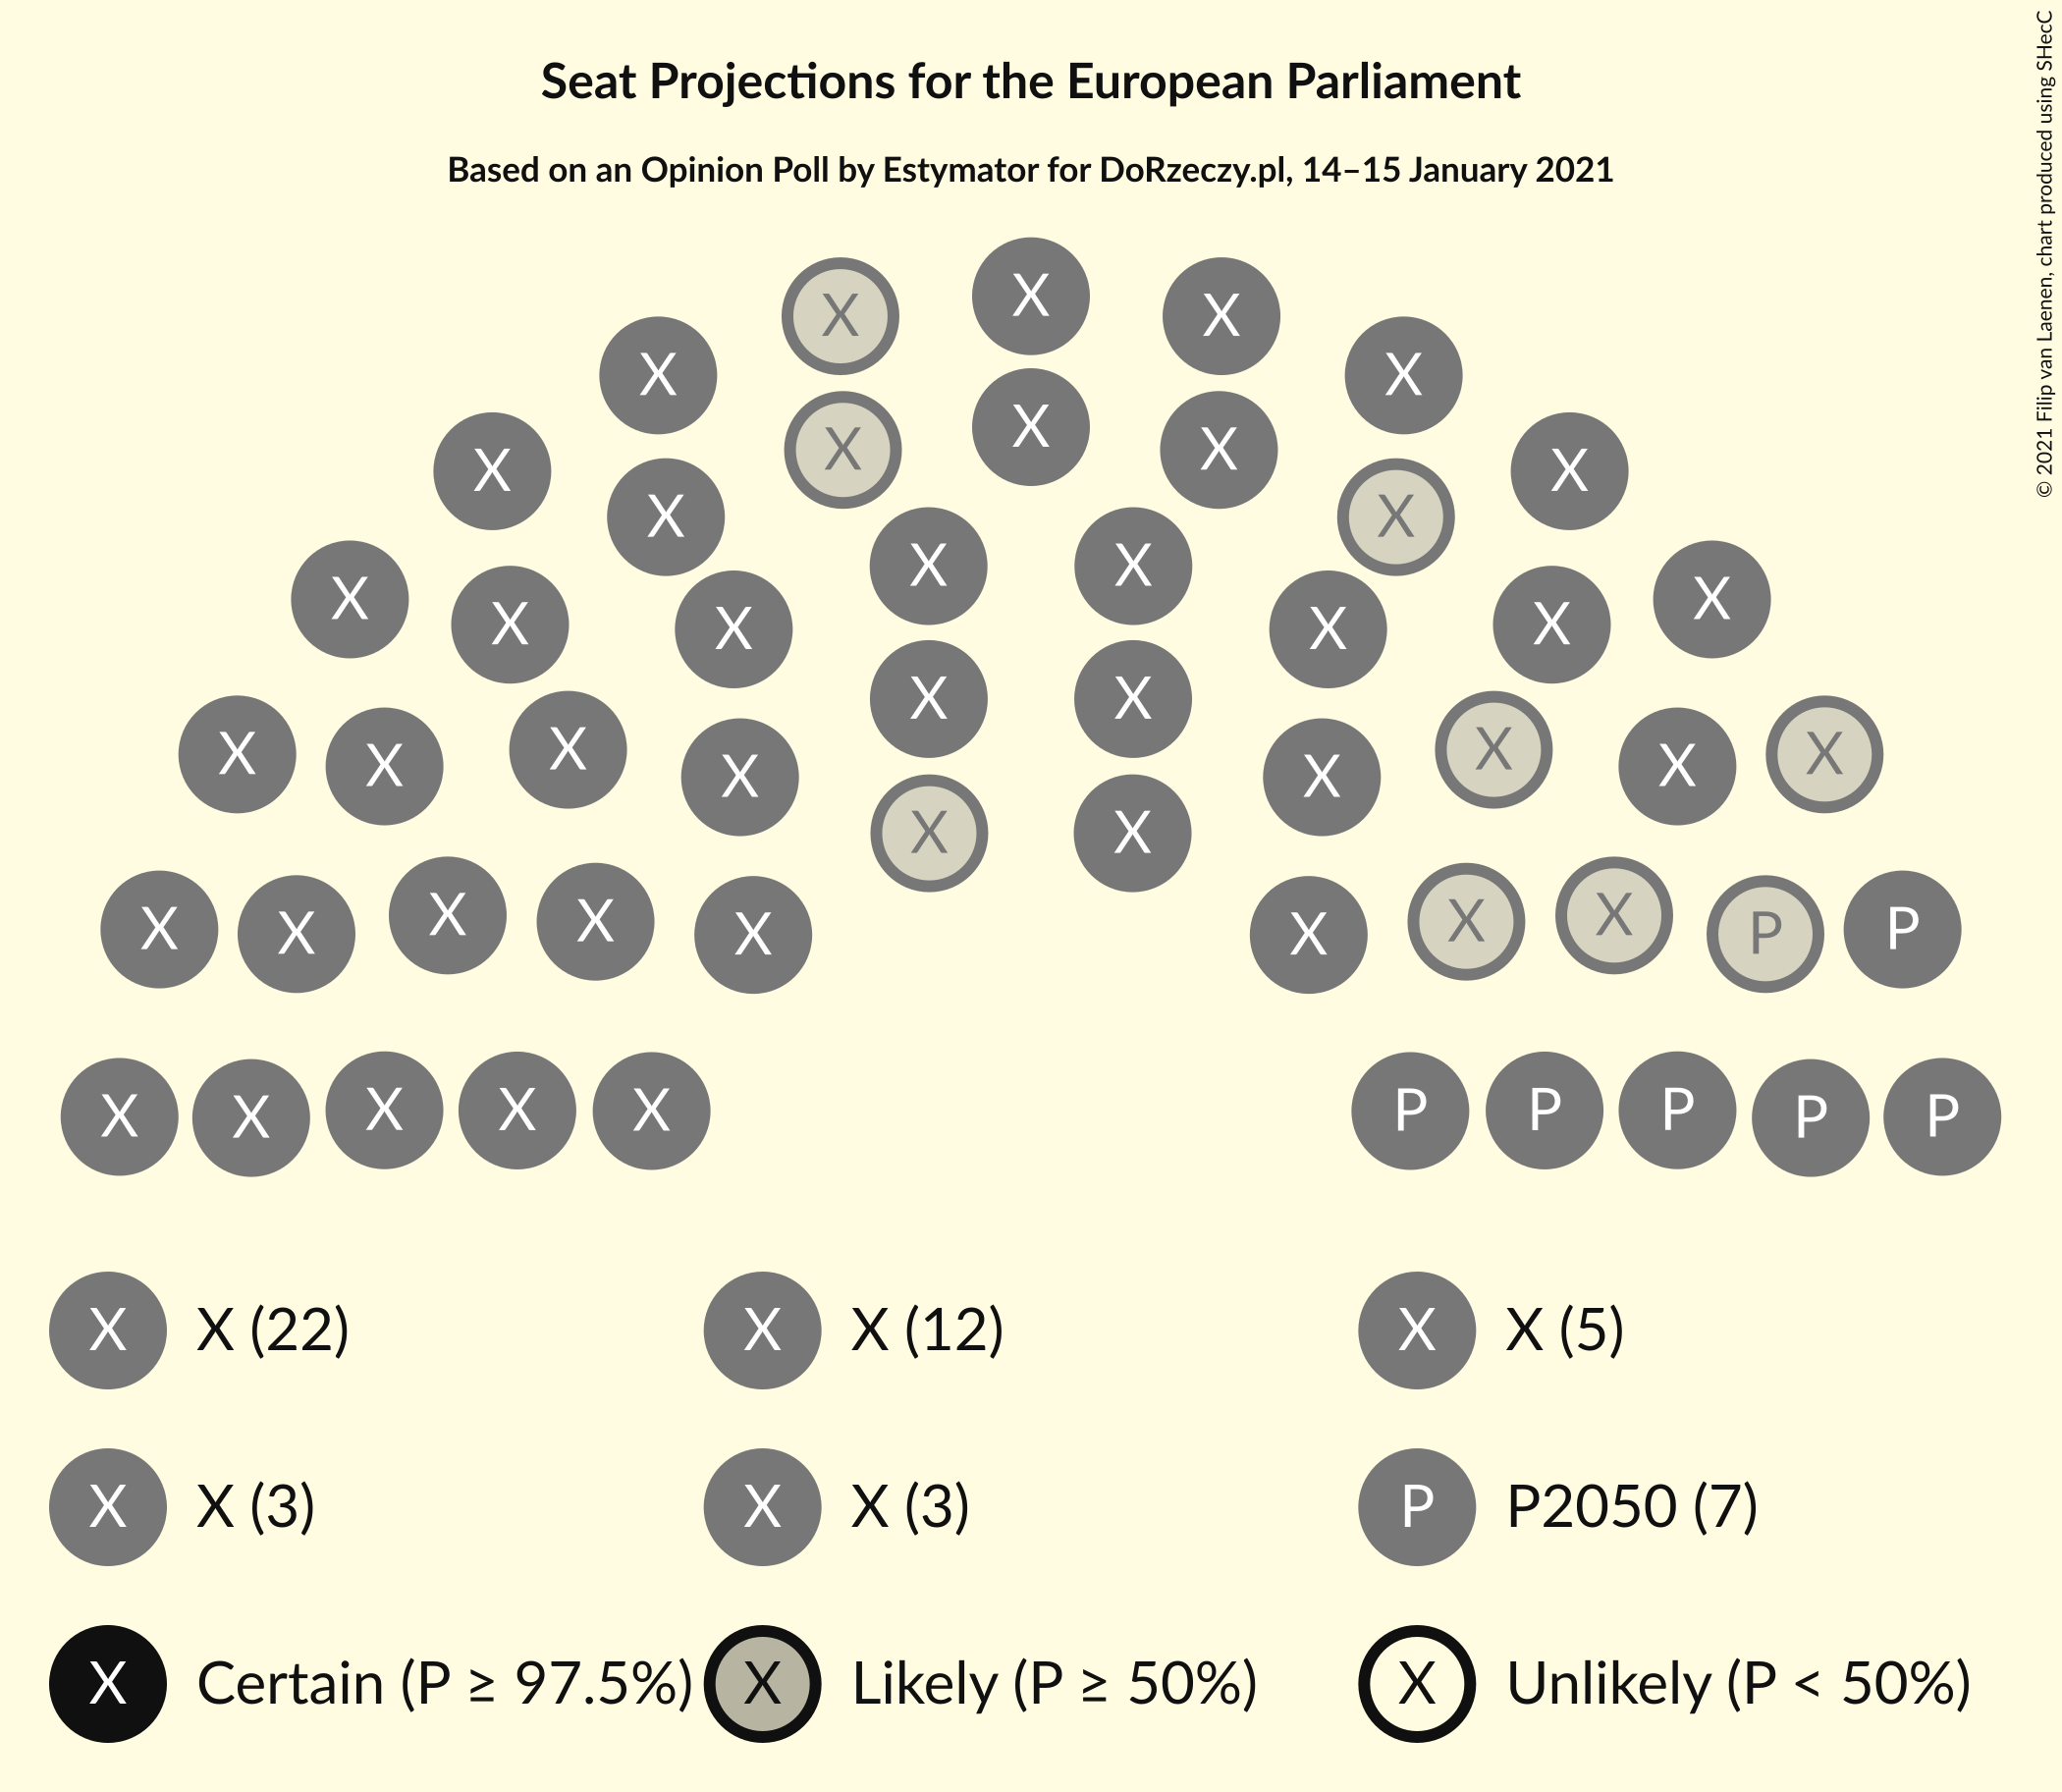 Seat Projections for the European Parliament
Based on an Opinion Poll by Estymator for DoRzeczy.pl, 14–15 January 2021
© 2021 Filip van Laenen, chart produced using SHecC
X X X
X X
X X X
X X
X X
X X
X X
X X
X X X X
X X
X X
X X X X
X X X X
X X
X X X X X X X P P
X
X X X X X P P P P P
X X (22) X X (12) X X (5)
X X (3) X X (3) P P2050 (7)
X Certain (P ≥ 97.5%) X Likely (P ≥ 50%) X Unlikely (P < 50%)